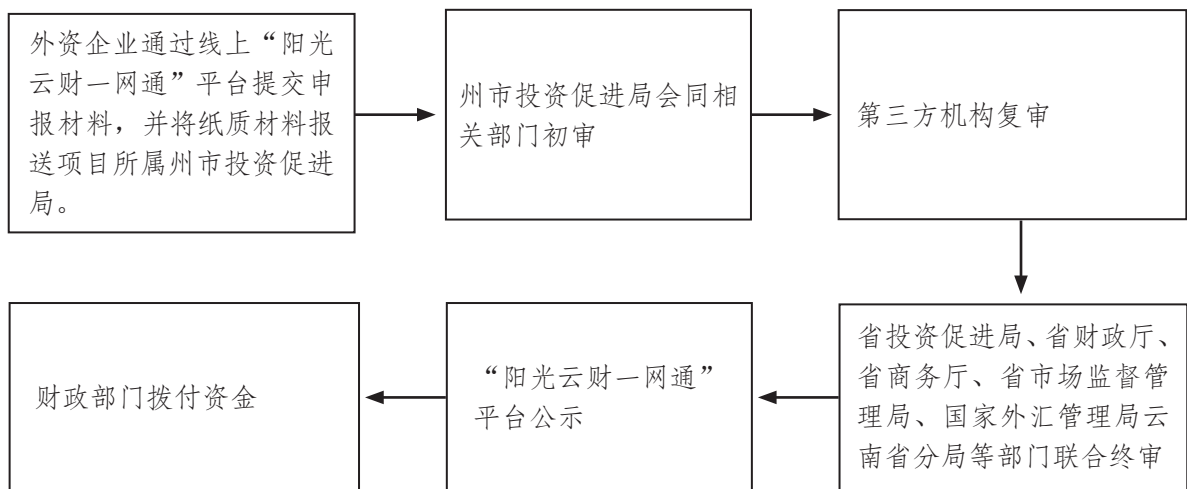 外资企业通过线上“阳光
云财一网通”平台提交申
报材料，并将纸质材料报
送项目所属州市投资促进
局。
州市投资促进局会同相
关部门初审
第三方机构复审
省投资促进局、省财政厅、
省商务厅、省市场监督管
理局、国家外汇管理局云
南省分局等部门联合终审
“阳光云财一网通”
平台公示
财政部门拨付资金